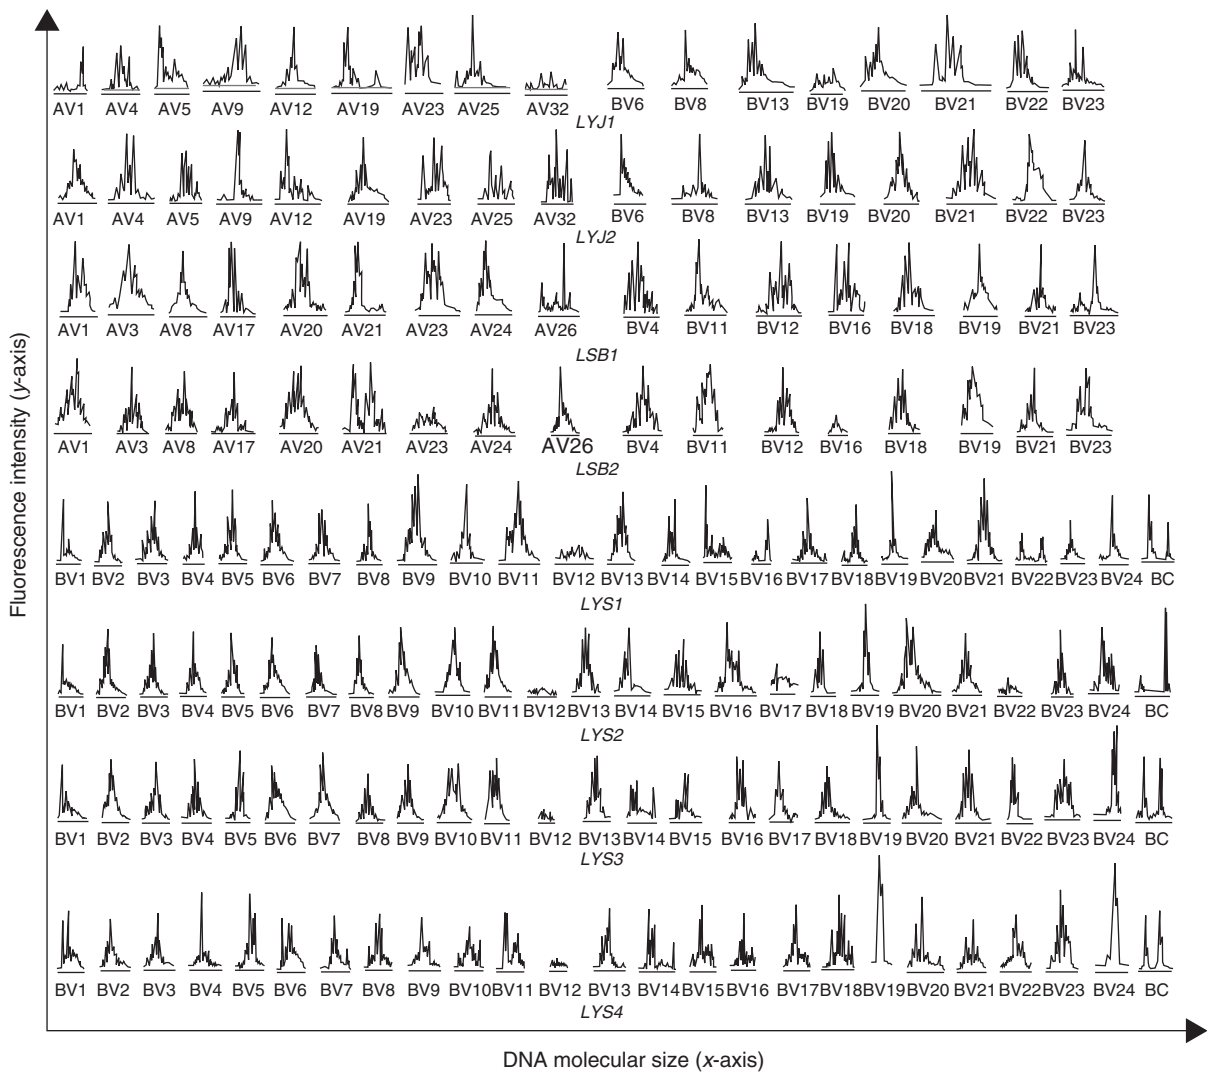 Fluorescence intensity (y-axis)
AV1 AV4 AV5 AV9 AV12 AV19 AV23 AV25 AV32 BV6 BV8 BV13 BV19 BV20 BV21 BV22 BV23
LYJ1
AV1 AV4 AV5 AV9 AV12 AV19 AV23 AV25 AV32 BV6 BV8 BV13 BV19 BV20 BV21 BV22 BV23
LYJ2
AV1 AV3 AV8 AV17 AV20 AV21 AV23 AV24 AV26 BV4 BV11 BV12 BV16 BV18 BV19 BV21 BV23
LSB1
AV1 AV3 AV8 AV17 AV20 AV21 AV23 AV24 AV26 BV4 BV11 BV12 BV16 BV18 BV19 BV21 BV23
LSB2
BV1 BV2 BV3 BV4 BV5 BV6 BV7 BV8 BV9 BV10 BV11 BV12 BV13 BV14 BV15 BV16 BV17 BV18 BV19 BV20 BV21 BV22 BV23 BV24 BC
LYS1
BV1 BV2 BV3 BV4 BV5 BV6 BV7 BV8 BV9 BV10 BV11 BV12 BV13 BV14 BV15 BV16 BV17 BV18 BV19 BV20 BV21 BV22 BV23 BV24 BC
LYS2
BV1 BV2 BV3 BV4 BV5 BV6 BV7 BV8 BV9 BV10 BV11 BV12 BV13 BV14 BV15 BV16 BV17 BV18 BV19 BV20 BV21 BV22 BV23 BV24 BC
LYS3
BV1 BV2 BV3 BV4 BV5 BV6 BV7 BV8 BV9 BV10 BV11 BV12 BV13 BV14 BV15 BV16 BV17 BV18 BV19 BV20 BV21 BV22 BV23 BV24 BC
LYS4
DNA molecular size (x-axis)